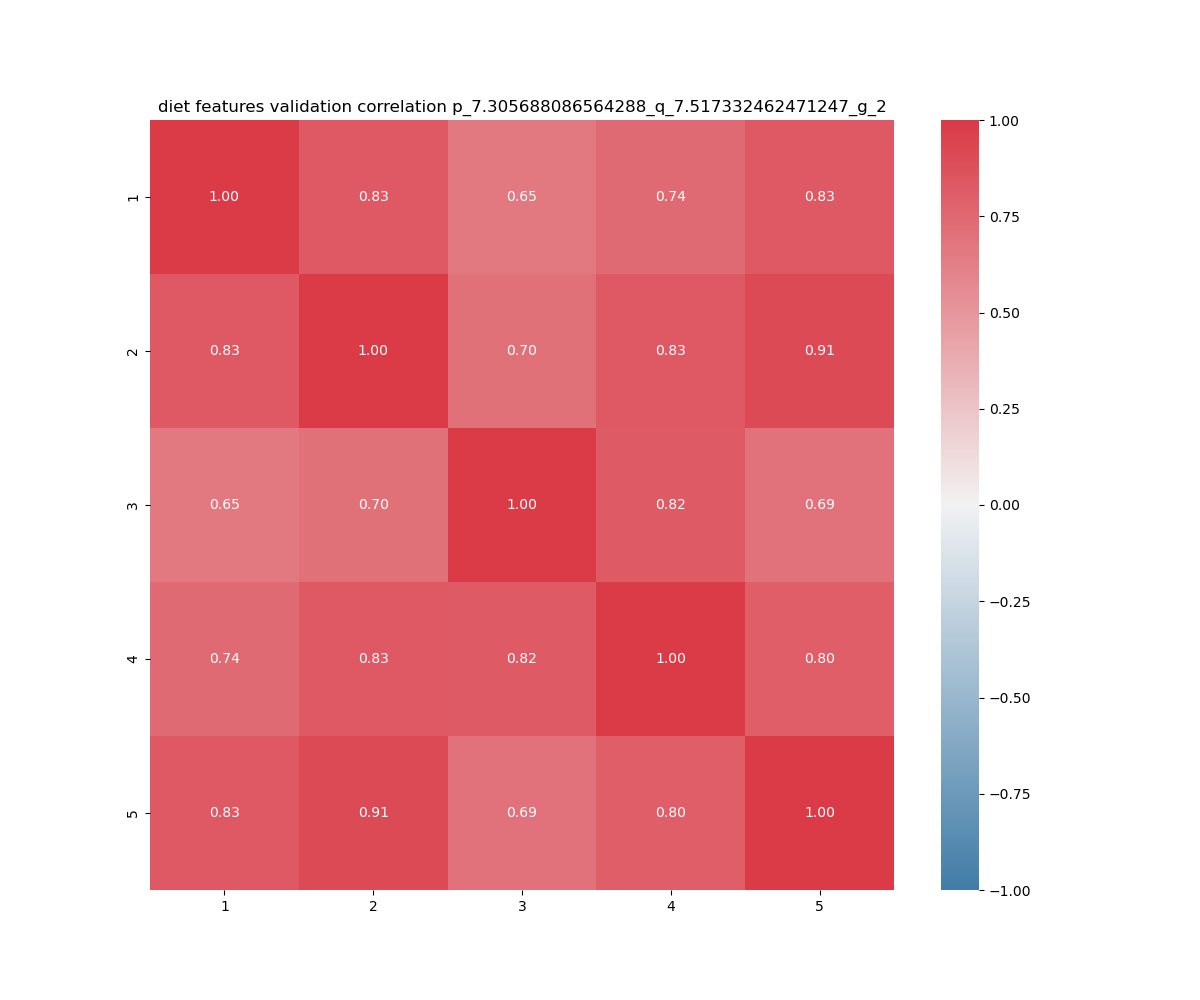 diet features validation correlation p_7.305688086564288_q_7.517332462471247_g_2
1 1.00 0.83 0.65 0.74 0.83
2 0.83 1.00 0.70 0.83 0.91
3 0.65 0.70 1.00 0.82 0.69
4 0.74 0.83 0.82 1.00 0.80
5 0.83 0.91 0.69 0.80 1.00
1 2 3 4 5
1.00
0.75
0.50
0.25
0.00
−0.25
−0.50
−0.75
−1.00